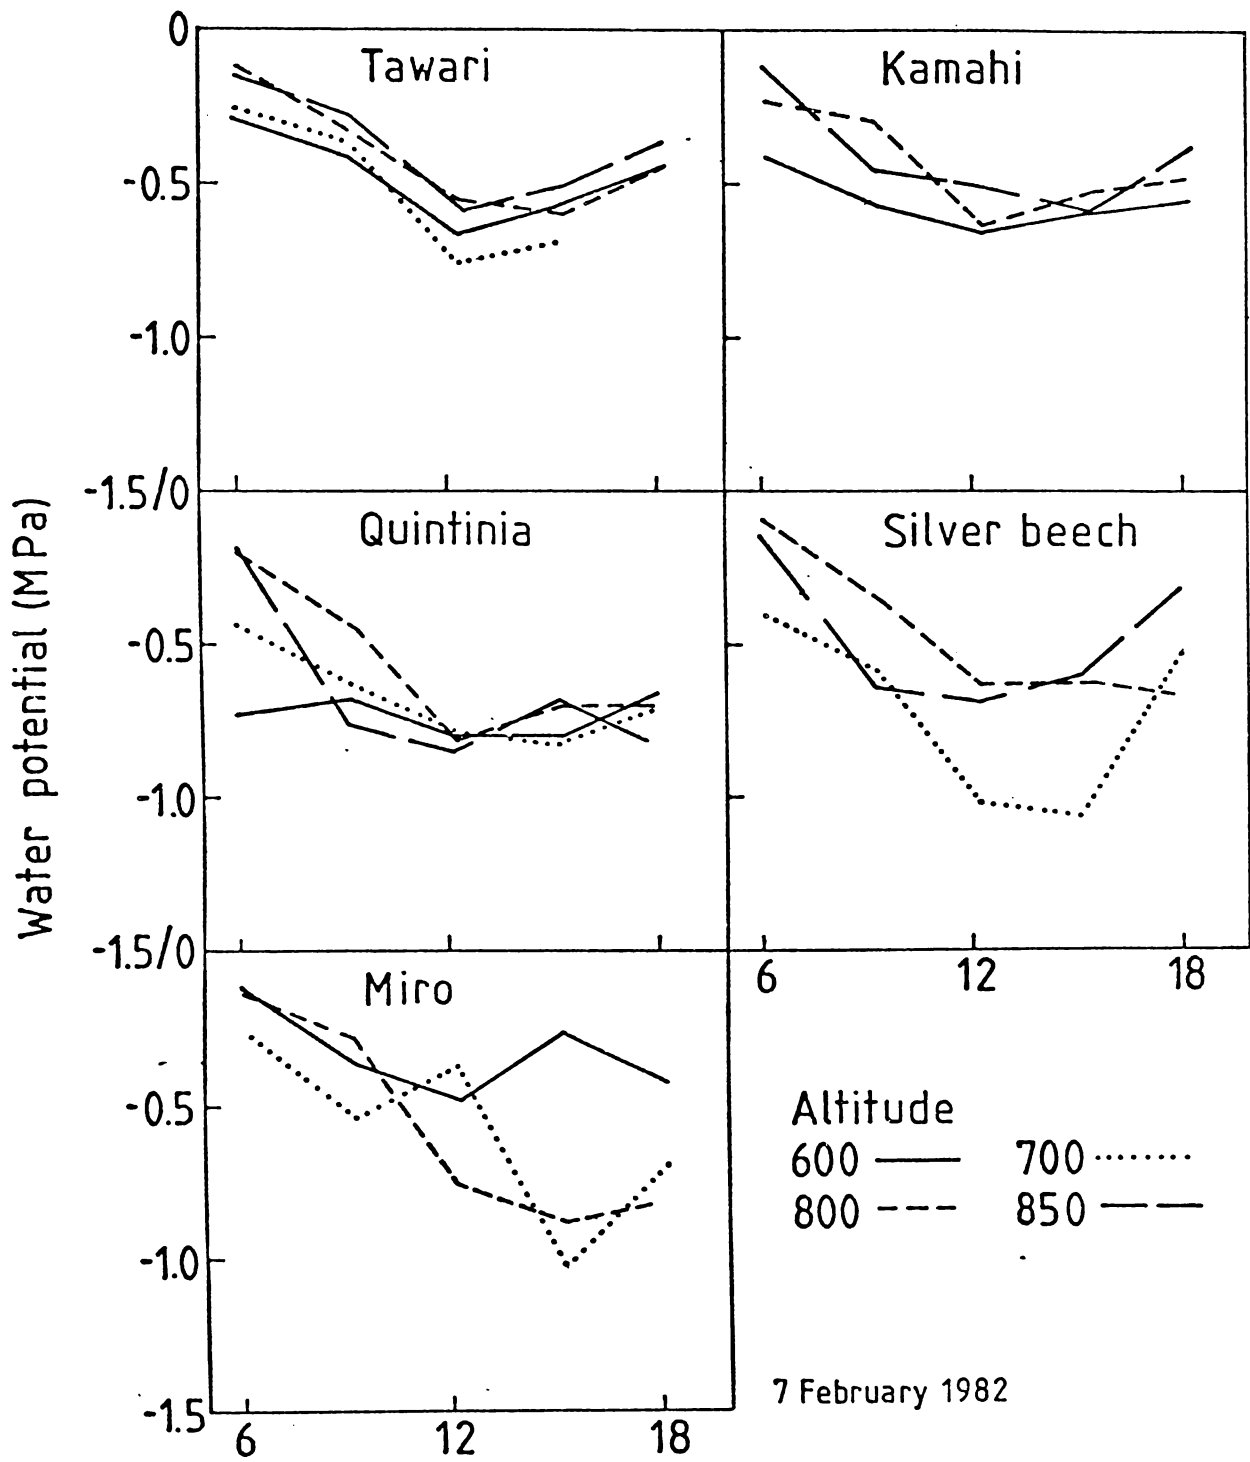 0
Tawari
Kamahi
-0.5
-1.0
-1.5/0
Quintinia
Silver beech
Water potential (MPa)
-0.5
-1.0
-1.5/0
6 12 18
Miro
-0.5
Altitude
600 700
800 850
-1.0
7 February 1982
-1.5
6 12 18